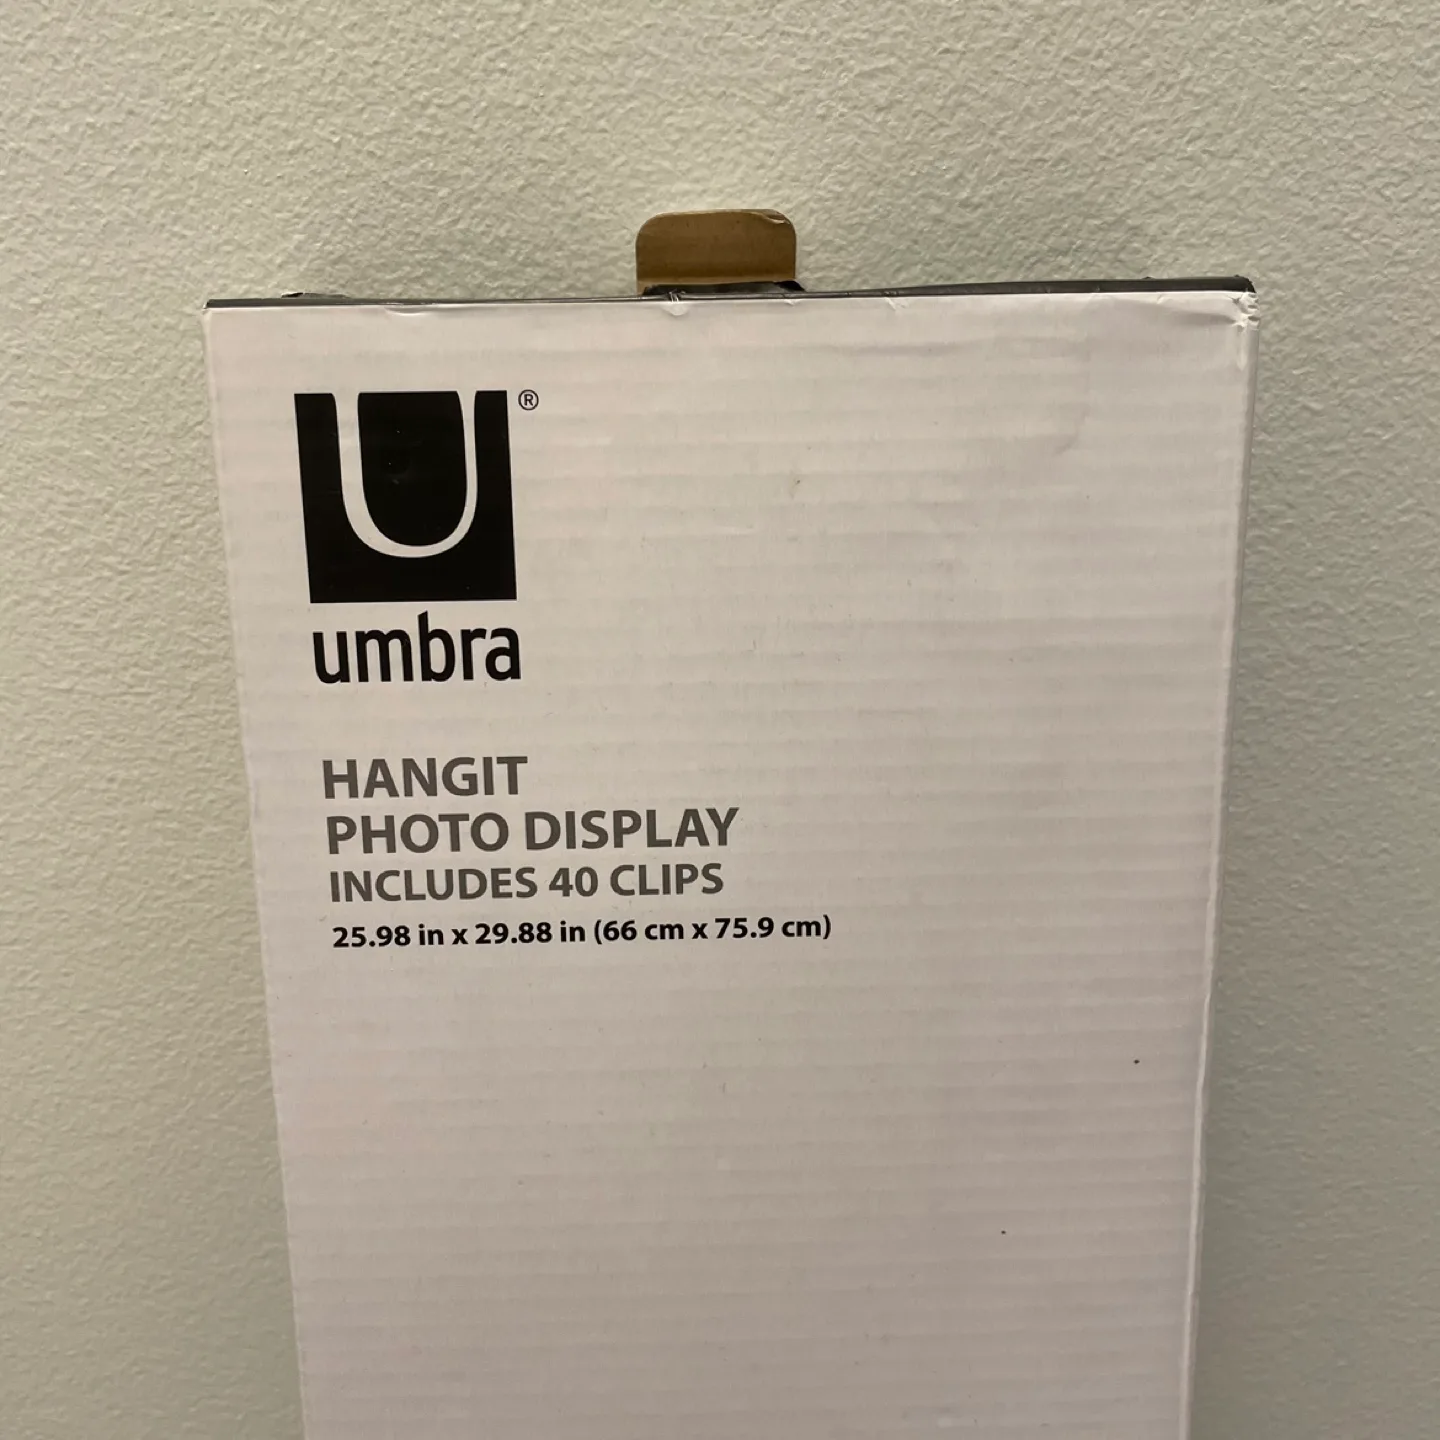 U®
umbra
HANGIT
PHOTO DISPLAY
INCLUDES 40 CLIPS
25.98 in x 29.88 in (66 cm x 75.9 cm)